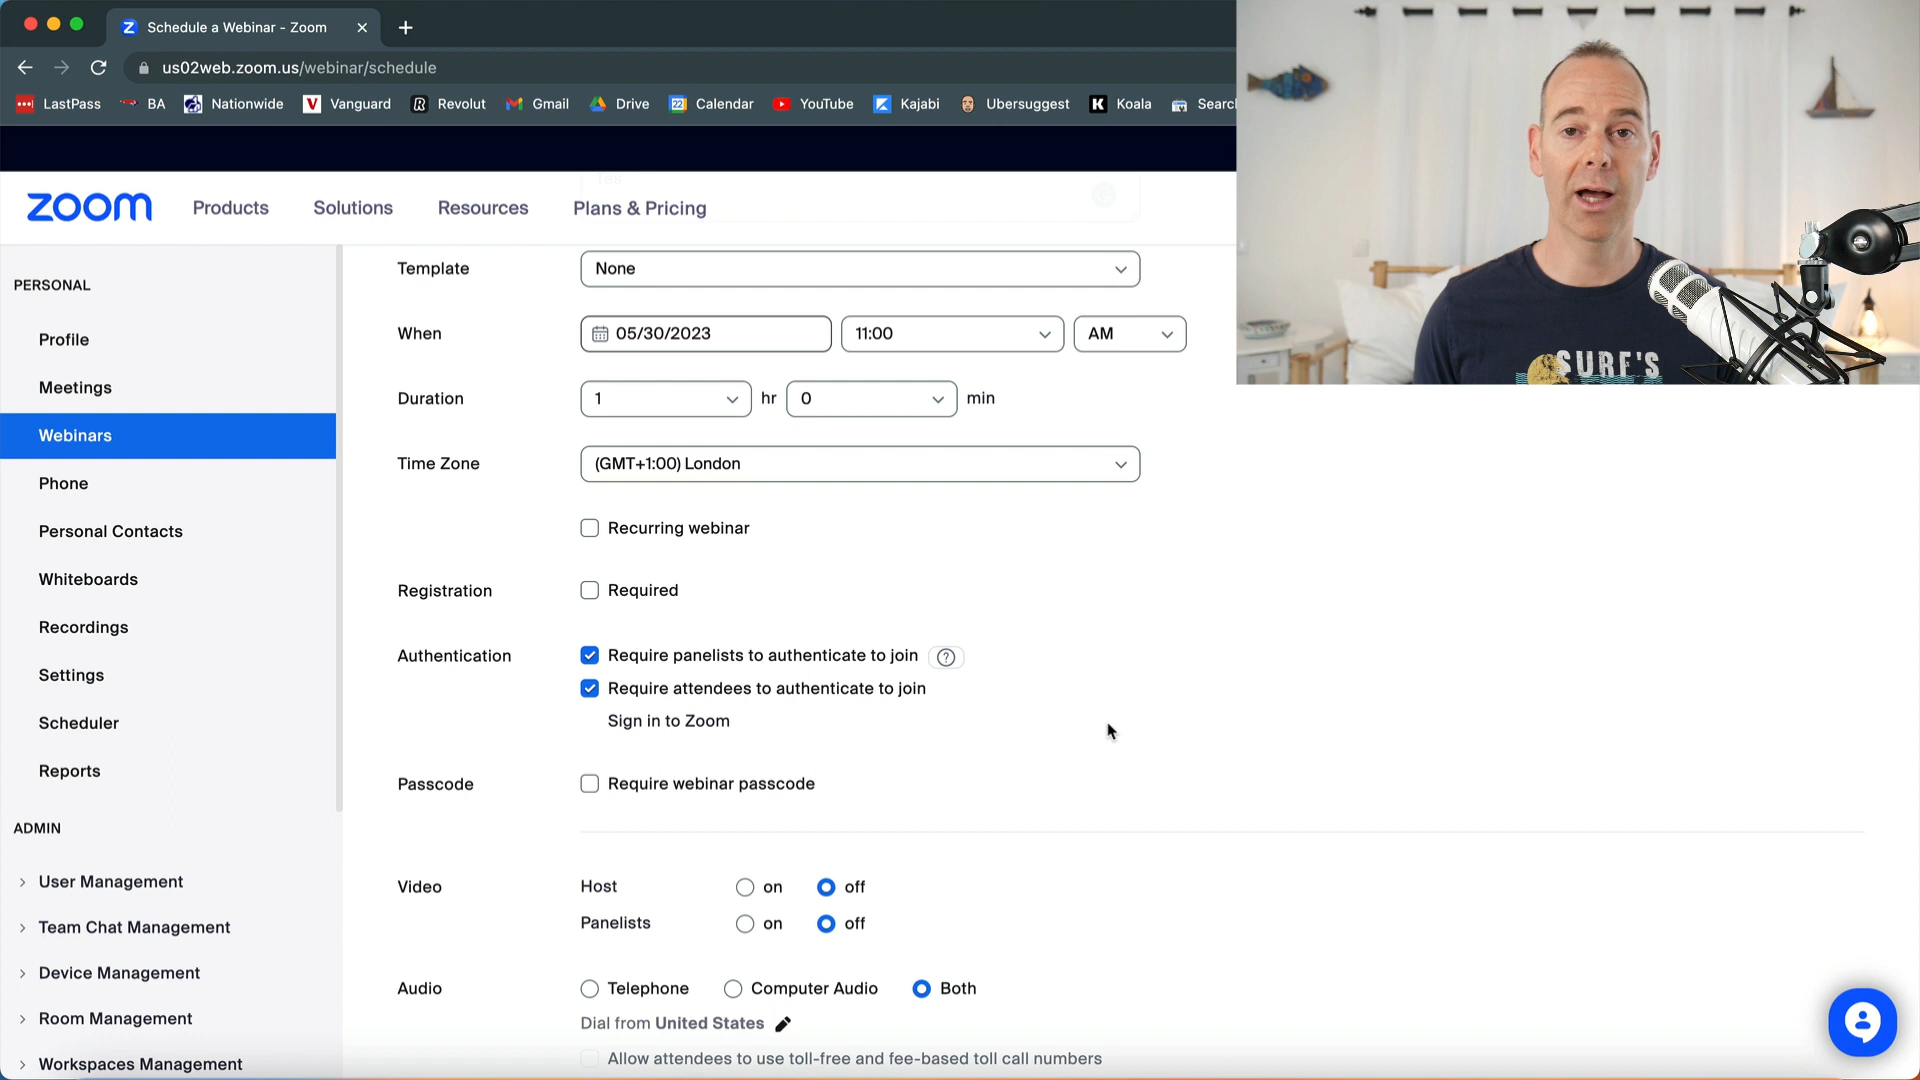 Schedule a Webinar - Zoom
us02web.zoom.us/webinar/schedule
LastPass BA Nationwide Vanguard Revolut Gmail Drive Calendar YouTube Kajabi Ubersuggest Koala
zoom Products Solutions Resources Plans & Pricing
Yes
PERSONAL
Profile
Meetings
Webinars
Phone
Personal Contacts
Whiteboards
Recordings
Settings
Scheduler
Reports
ADMIN
User Management
Team Chat Management
Device Management
Room Management
Workspaces Management
Template None
When 05/30/2023 11:00 AM
Duration 1 hr 0 min
Time Zone (GMT+1:00) London
Recurring webinar
Registration Required
Authentication Require panelists to authenticate to join
Require attendees to authenticate to join
Sign in to Zoom
Passcode Require webinar passcode
Video Host on off
Panelists on off
Audio Telephone Computer Audio Both
Dial from United States
Allow attendees to use toll-free and fee-based toll call numbers
SURF'S